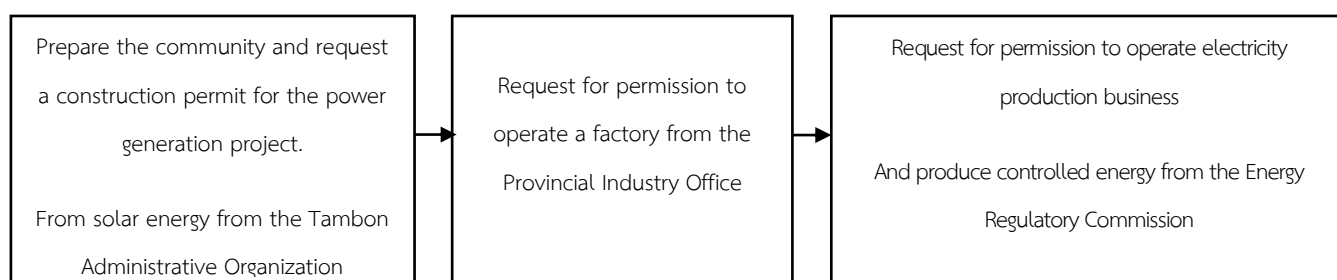 Prepare the community and request
a construction permit for the power
generation project.
From solar energy from the Tambon
Administrative Organization
Request for permission to
operate a factory from the
Provincial Industry Office
Request for permission to operate electricity
production business
And produce controlled energy from the Energy
Regulatory Commission